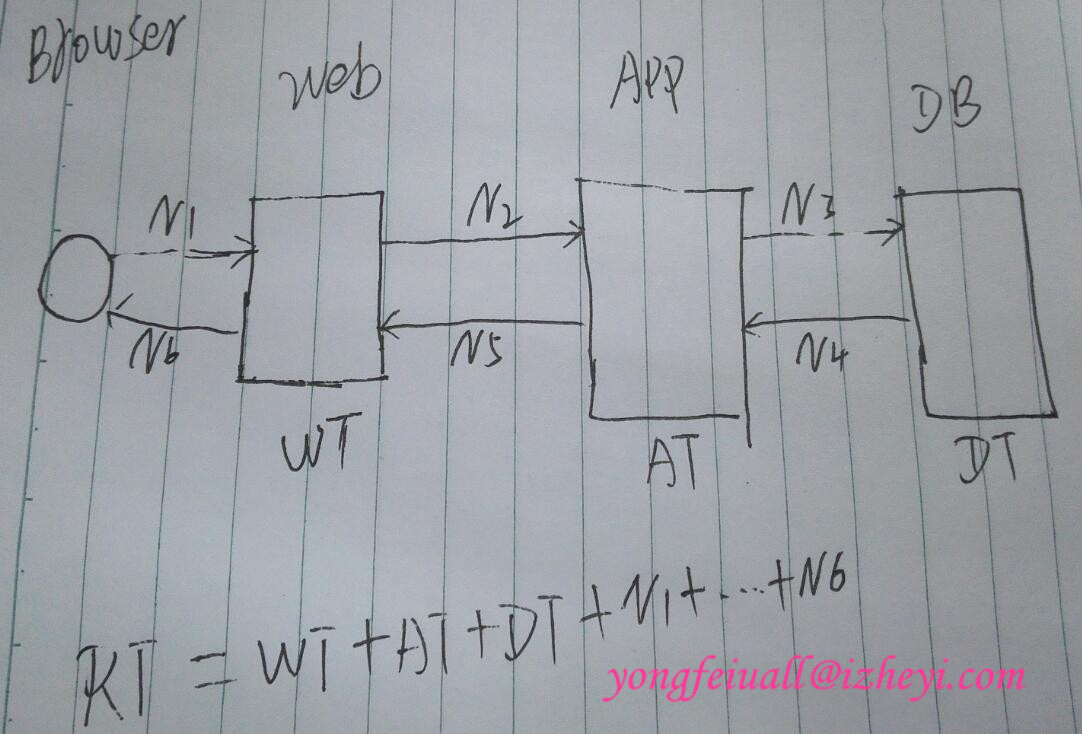 Browser
Web
APP
DB
N1
N2
N3
N6
N5
N4
WT
AT
DT
RT = WT + AT + DT + N1 + ... + N6
yongfeiuall@izheyi.com